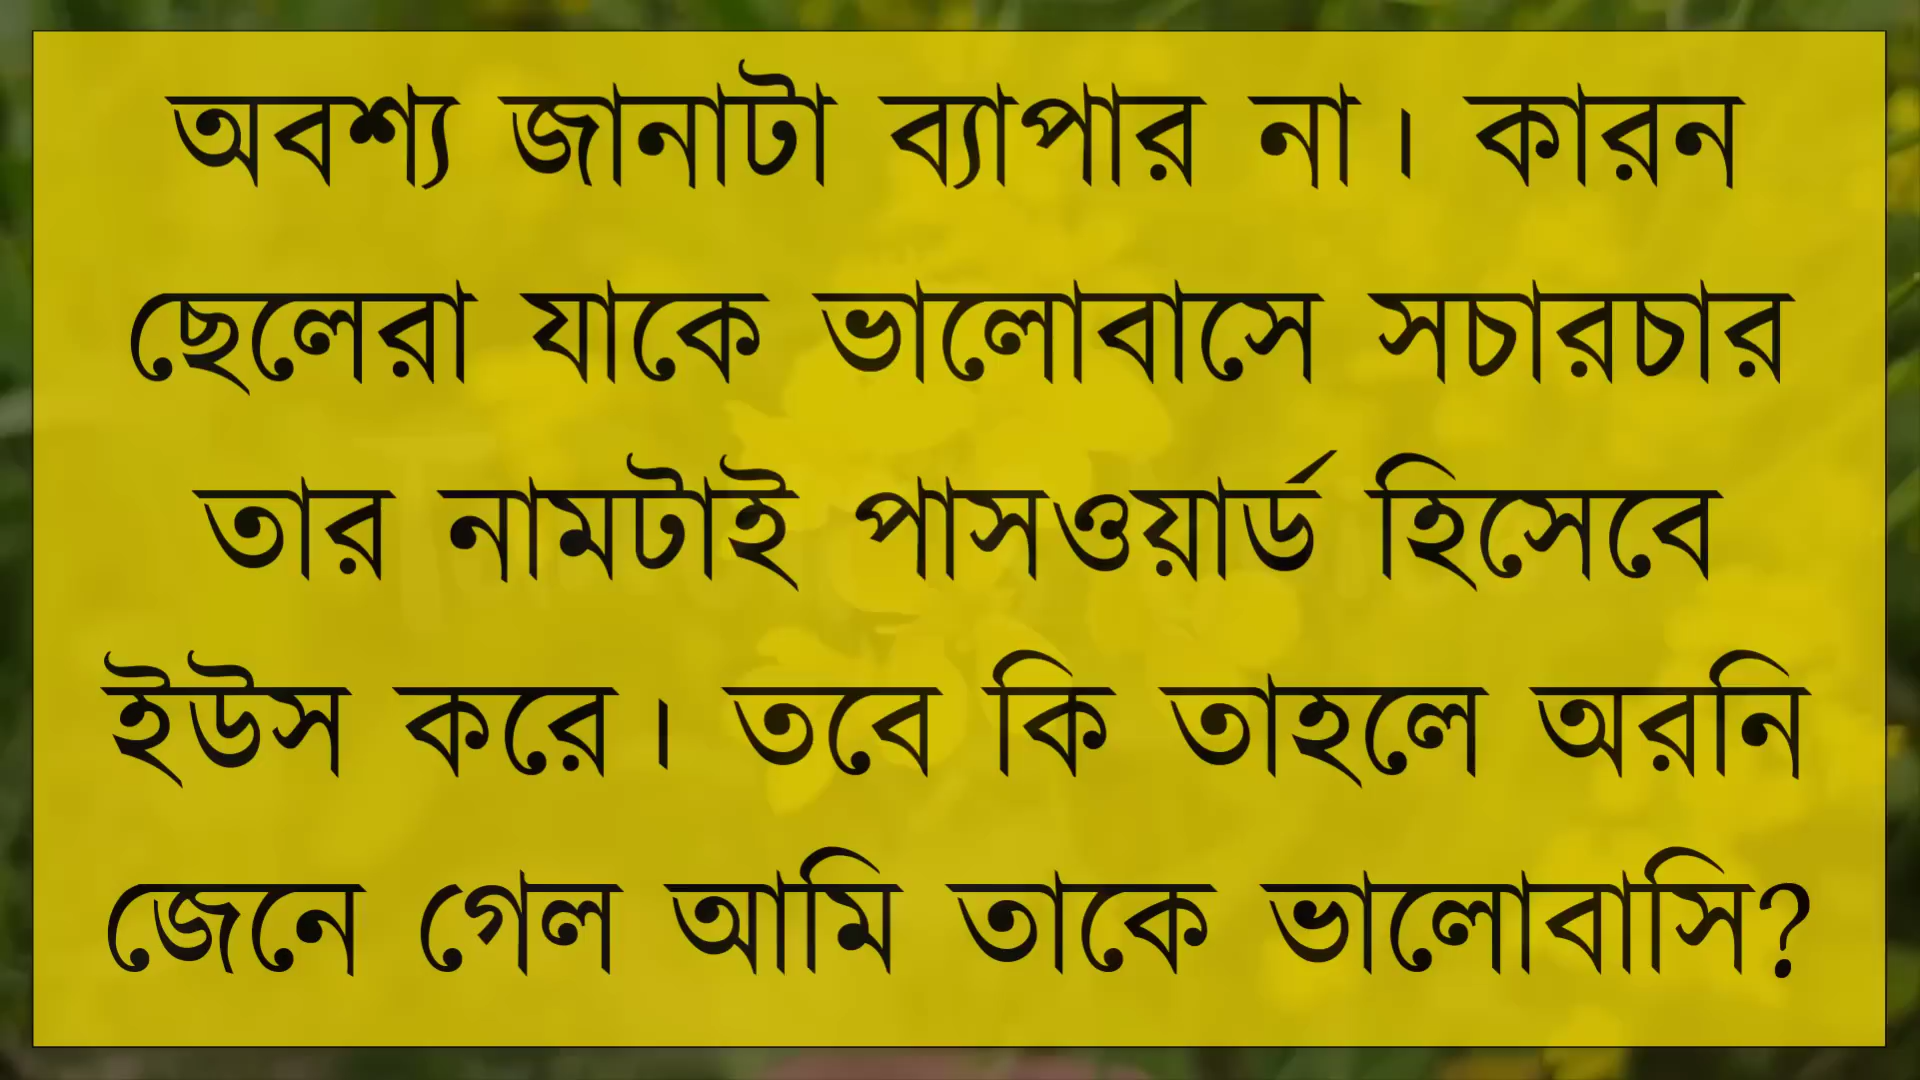 অবশ্য জানাটা ব্যাপার না। কারন
ছেলেরা যাকে ভালোবাসে সচারচার
তার নামটাই পাসওয়ার্ড হিসেবে
ইউস করে। তবে কি তাহলে অরনি
জেনে গেল আমি তাকে ভালোবাসি?